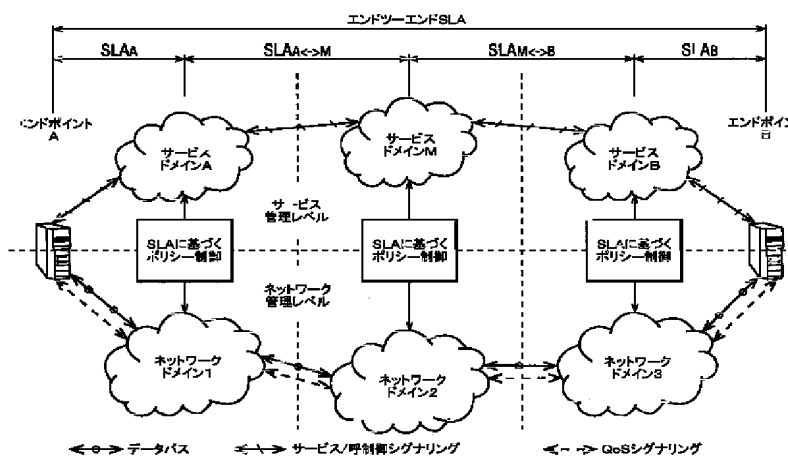 エンドツーエンドSLA
SLAA
SLAA<->M
SLAM<->B
SLAB
エンドポイント
A
エンドポイント
B
サービス
ドメインA
サービス
ドメインM
サービス
ドメインB
サービス
管理レベル
SLAに基づく
ポリシー制御
SLAに基づく
ポリシー制御
SLAに基づく
ポリシー制御
ネットワーク
管理レベル
ネットワーク
ドメイン1
ネットワーク
ドメイン2
ネットワーク
ドメイン3
データパス
サービス/呼制御シグナリング
QoSシグナリング